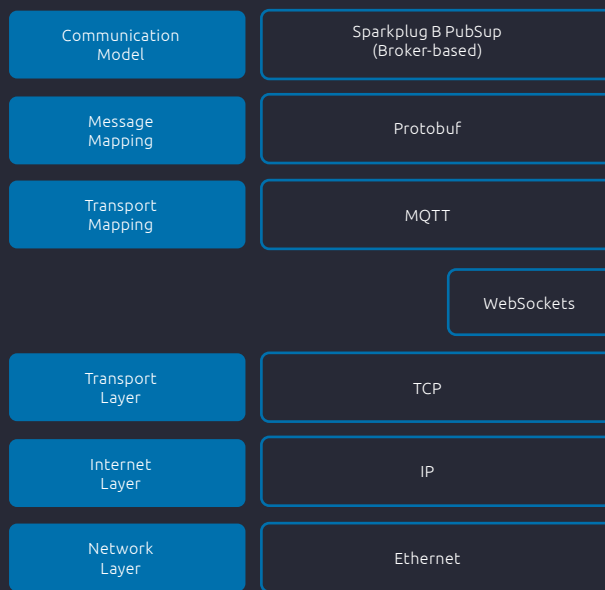 Communication
Model
Sparkplug B PubSup
(Broker-based)
Message
Mapping
Protobuf
Transport
Mapping
MQTT
WebSockets
Transport
Layer
TCP
Internet
Layer
IP
Network
Layer
Ethernet